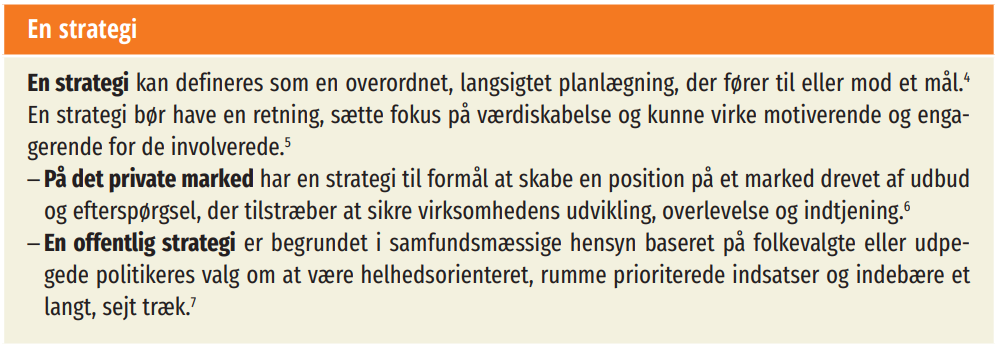 En strategi
En strategi kan defineres som en overordnet, langsigtet planlægning, der fører til eller mod et mål.⁴
En strategi bør have en retning, sætte fokus på værdiskabelse og kunne virke motiverende og enga-
gerende for de involverede.⁵
– På det private marked har en strategi til formål at skabe en position på et marked drevet af udbud
og efterspørgsel, der tilstræber at sikre virksomhedens udvikling, overlevelse og indtjening.⁶
– En offentlig strategi er begrundet i samfundsmæssige hensyn baseret på folkevalgte eller udpe-
gede politikeres valg om at være helhedsorienteret, rumme prioriterede indsatser og indebære et
langt, sejt træk.⁷